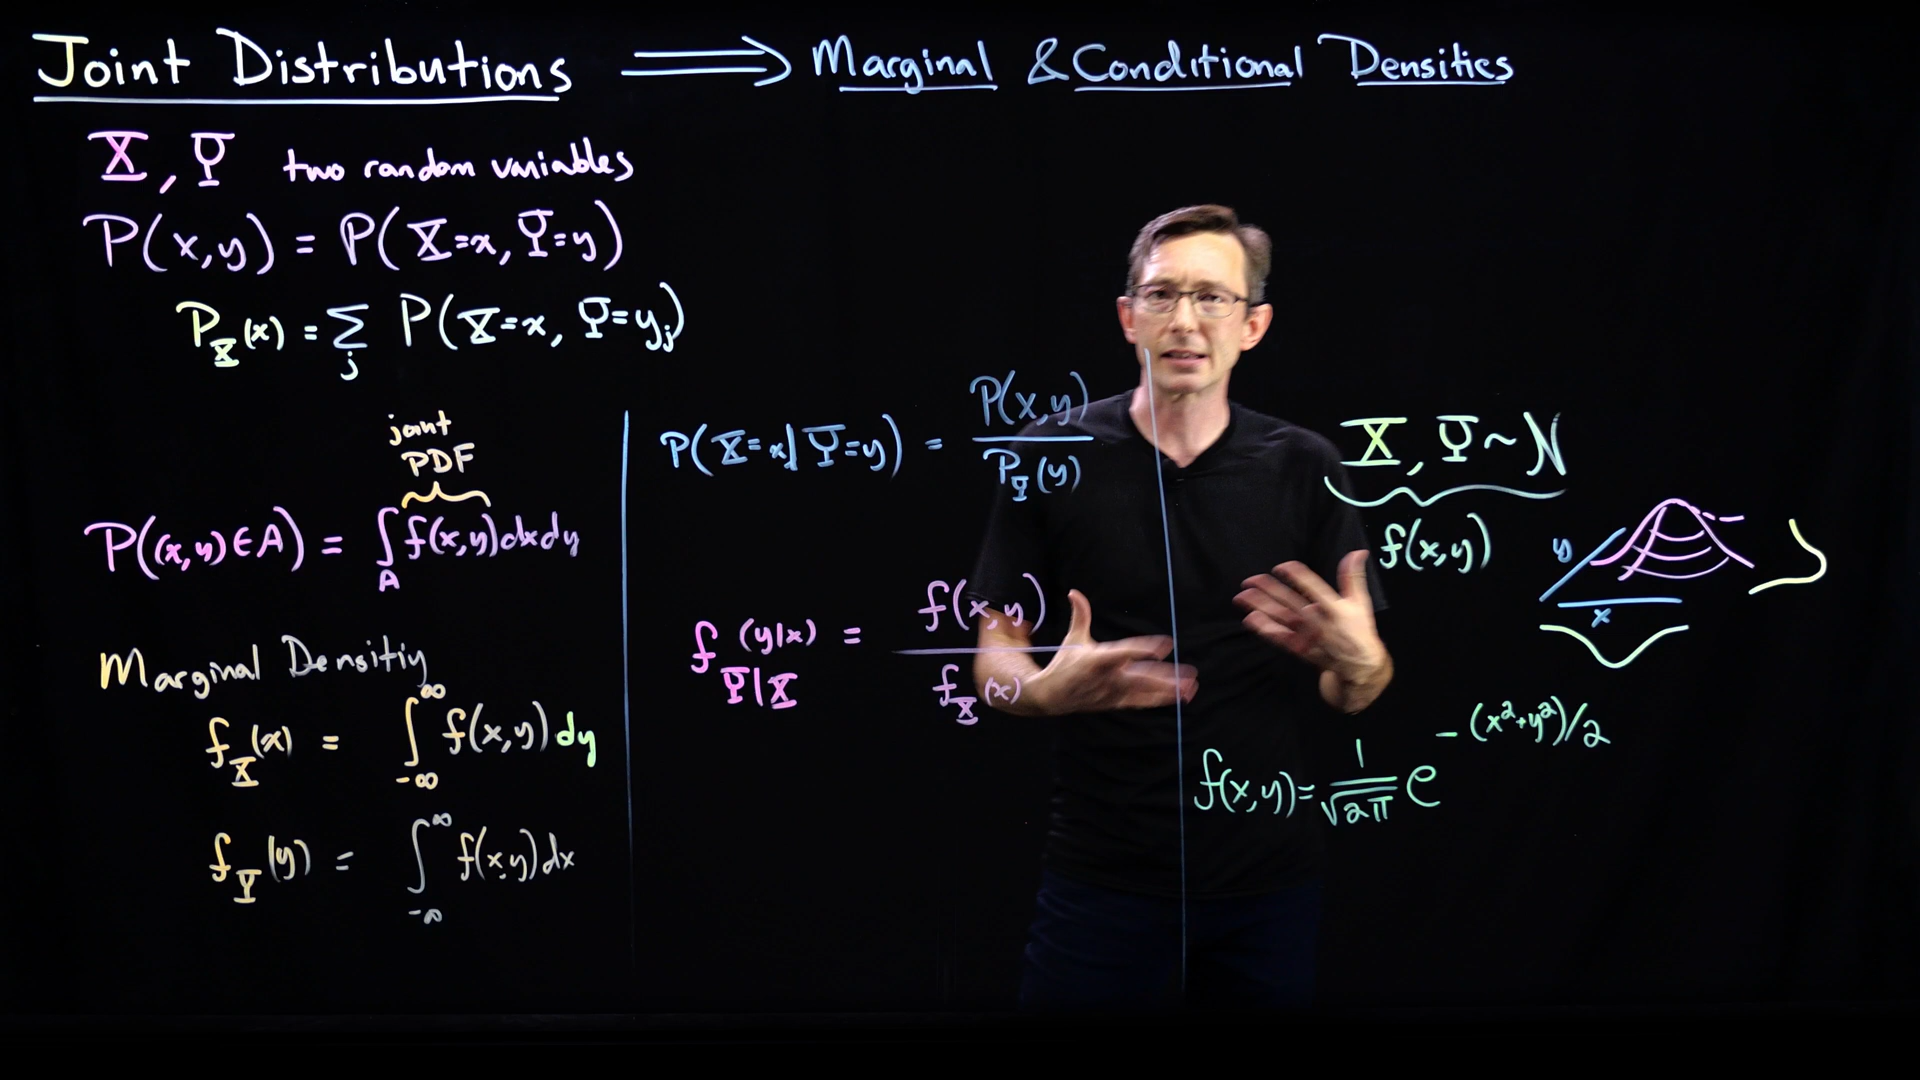 Joint Distributions ⟹ Marginal & Conditional Densities
X, Y two random variables
P(x,y) = P(X=x, Y=y)
P_X(x) = Σ_j P(X=x, Y=y_j)
joint
PDF
P((x,y)∈A) = ∫_A f(x,y)dxdy
Marginal Densitiy
f_X(x) = ∫_{-∞}^{∞} f(x,y)dy
f_Y(y) = ∫_{-∞}^{∞} f(x,y)dx
P(X=x|Y=y) = P(x,y) / P_Y(y)
f_{Y|X}(y|x) = f(x,y) / f_X(x)
X, Y ~ N
f(x,y)
y
x
f(x,y) = 1/√2π e^{-(x²+y²)/2}